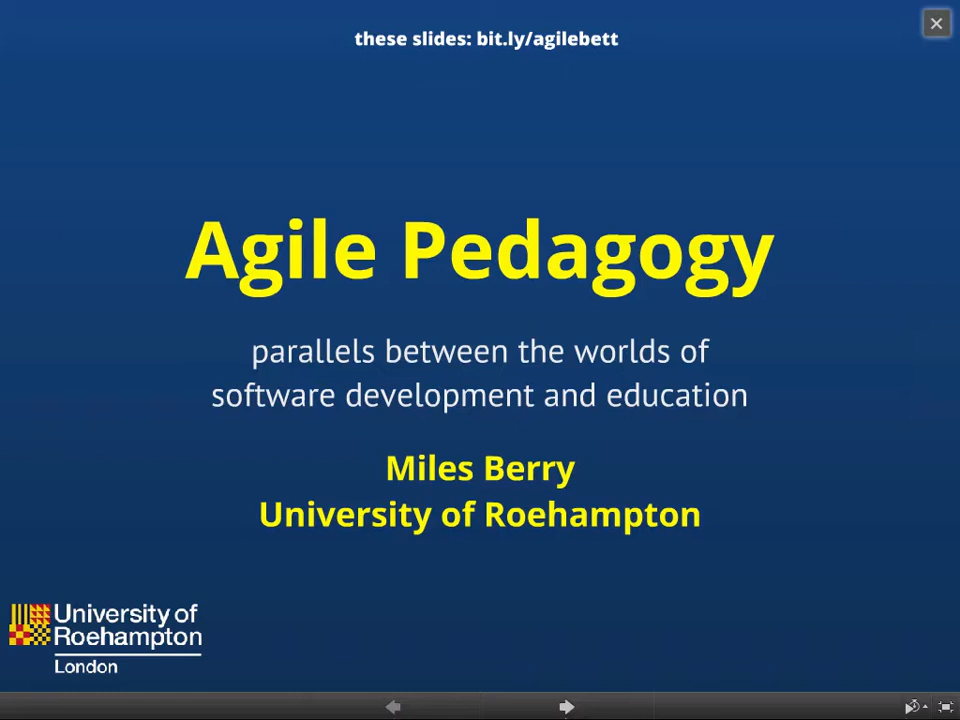 these slides: bit.ly/agilebett
Agile Pedagogy
parallels between the worlds of
software development and education
Miles Berry
University of Roehampton
University of
Roehampton
London